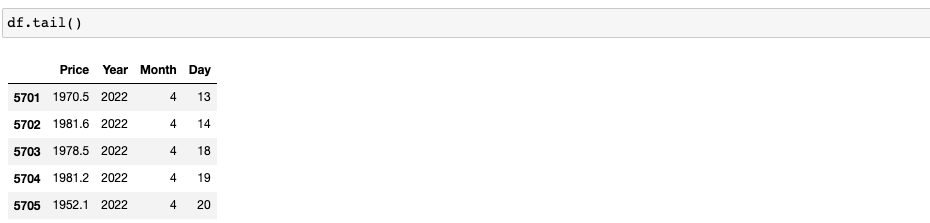 df.tail()
Price Year Month Day
5701 1970.5 2022 4 13
5702 1981.6 2022 4 14
5703 1978.5 2022 4 18
5704 1981.2 2022 4 19
5705 1952.1 2022 4 20